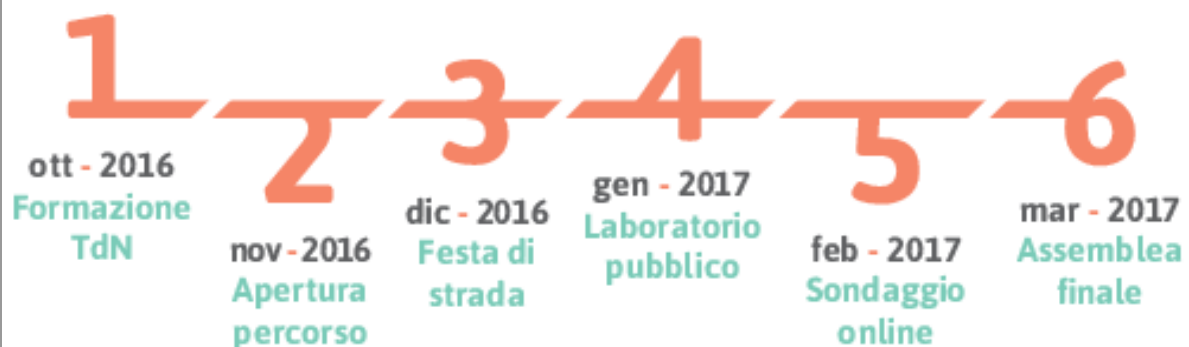 1
ott - 2016
Formazione
TdN
2
nov - 2016
Apertura
percorso
3
dic - 2016
Festa di
strada
4
gen - 2017
Laboratorio
pubblico
5
feb - 2017
Sondaggio
online
6
mar - 2017
Assemblea
finale